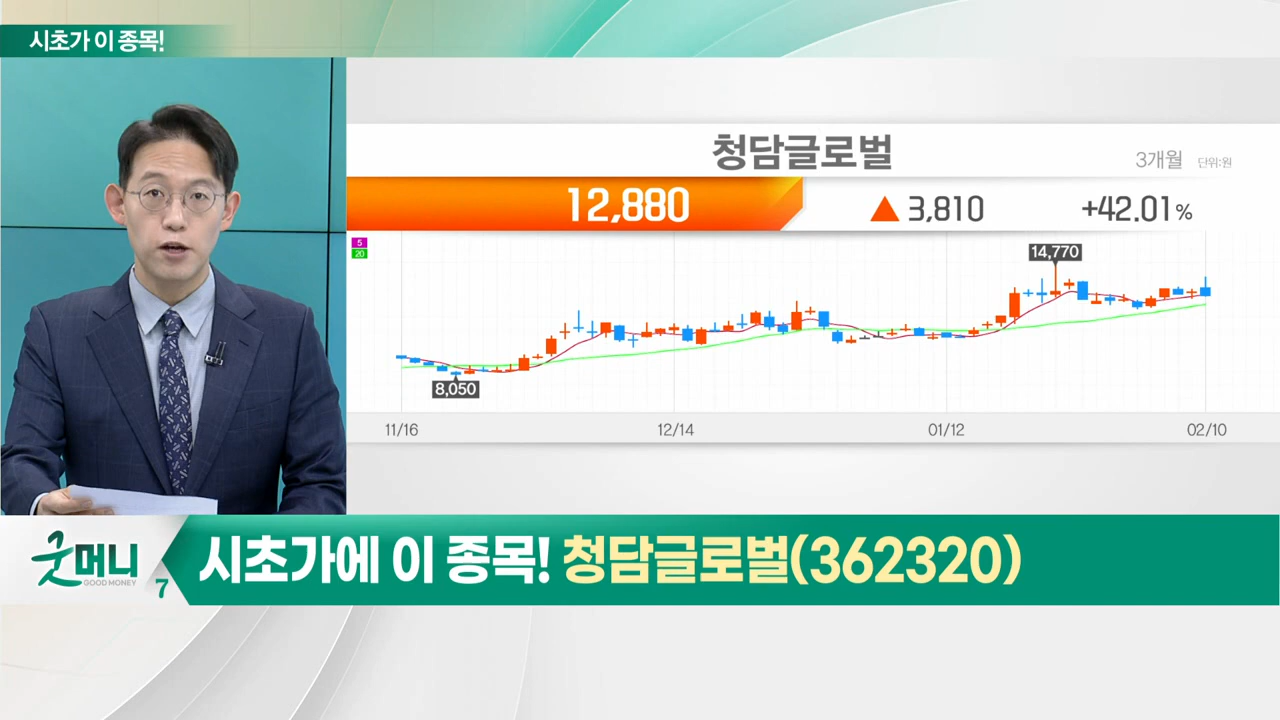 시초가 이 종목!
청담글로벌
3개월 단위:원
12,880 ▲ 3,810 +42.01%
5
20
14,770
8,050
11/16 12/14 01/12 02/10
굿머니
GOOD MONEY
7
시초가에 이 종목! 청담글로벌(362320)